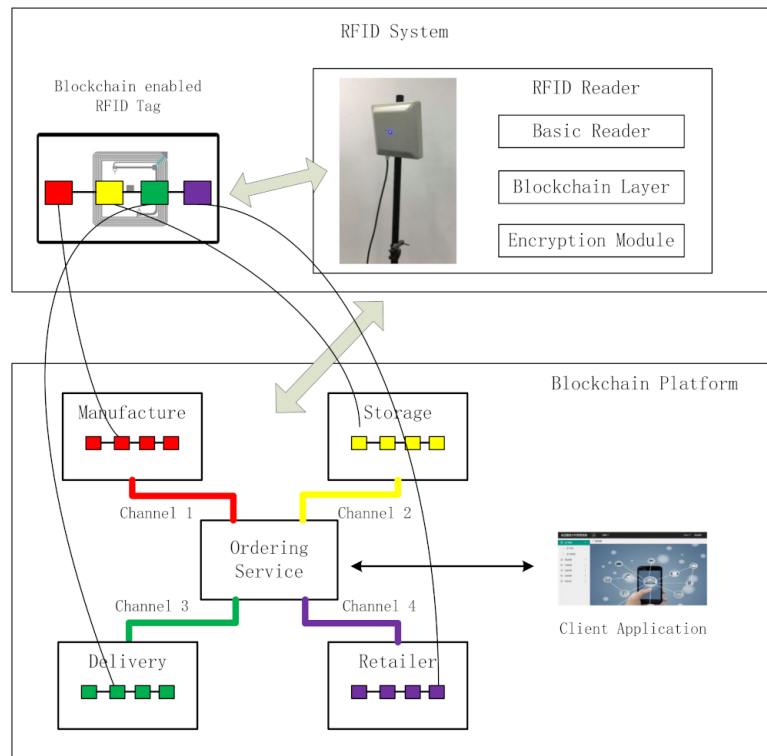 RFID System
Blockchain enabled
RFID Tag
RFID Reader
Basic Reader
Blockchain Layer
Encryption Module
Blockchain Platform
Manufacture
Storage
Channel 1
Channel 2
Ordering
Service
Channel 3
Channel 4
Client Application
Delivery
Retailer